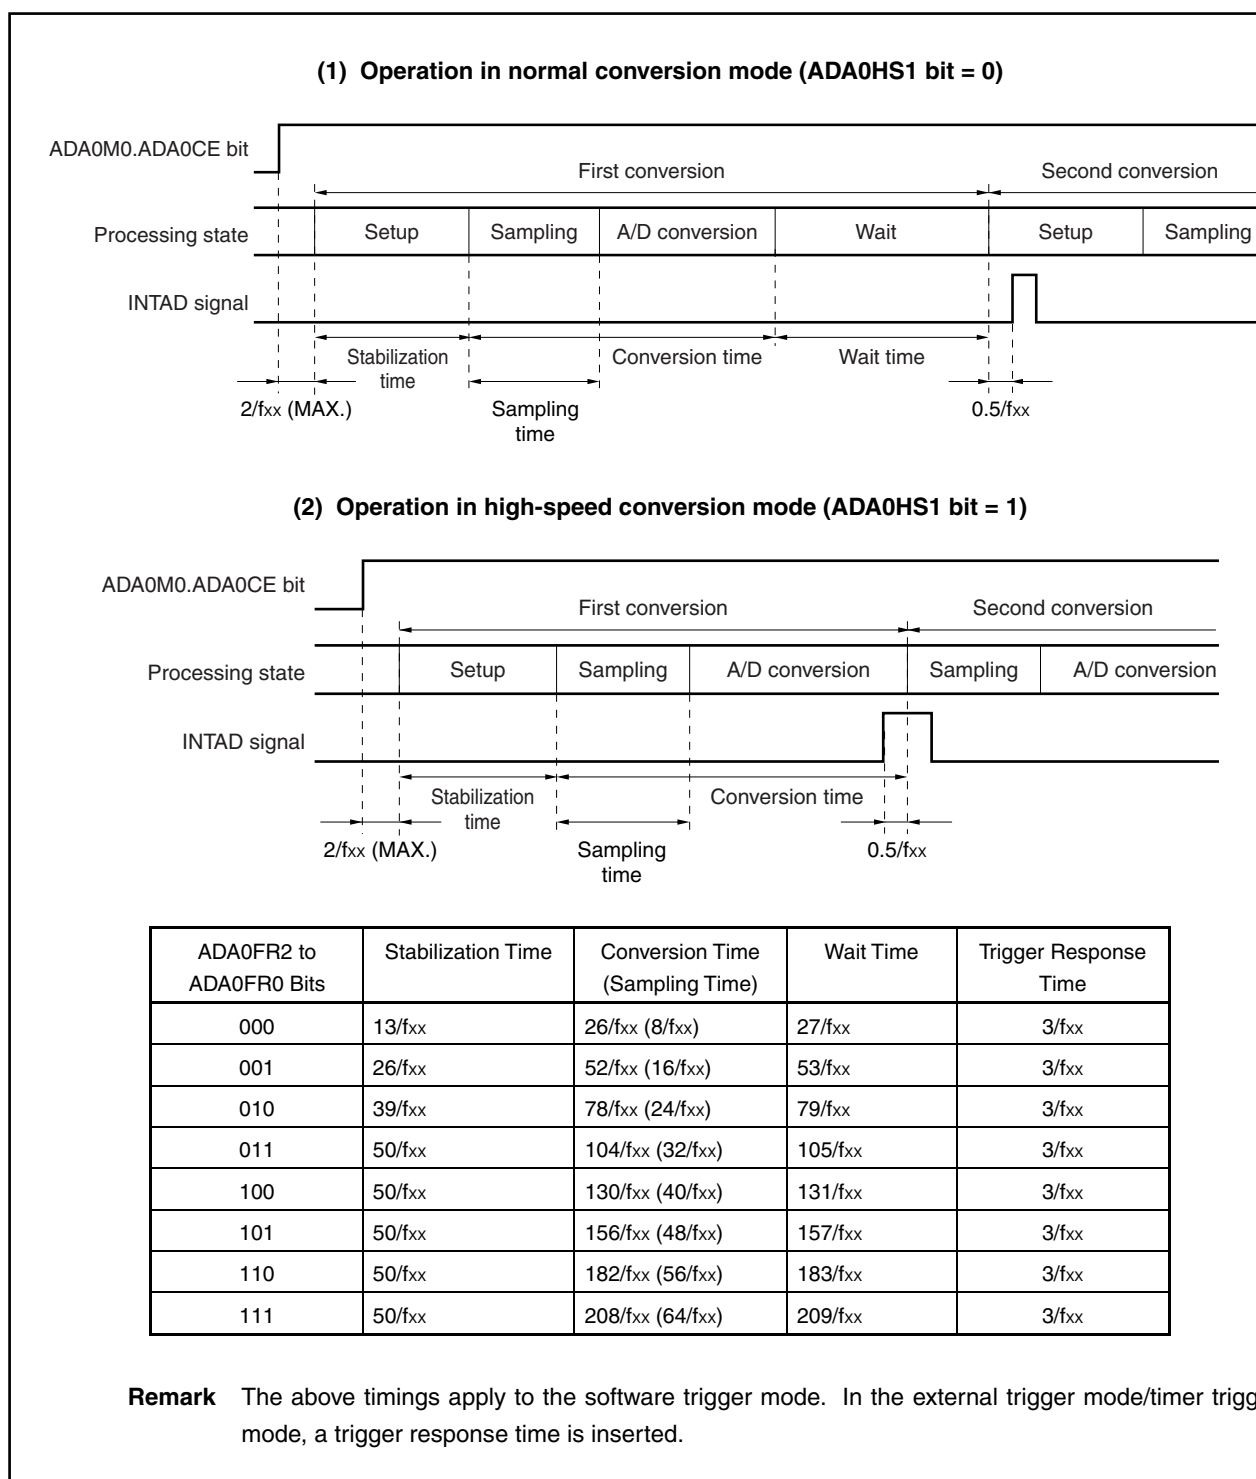 (1) Operation in normal conversion mode (ADA0HS1 bit = 0)
ADA0M0.ADA0CE bit
First conversion
Second conversion
Processing state
Setup
Sampling
A/D conversion
Wait
Setup
Sampling
INTAD signal
Stabilization
time
Conversion time
Wait time
2/fxx (MAX.)
Sampling
time
0.5/fxx
(2) Operation in high-speed conversion mode (ADA0HS1 bit = 1)
ADA0M0.ADA0CE bit
First conversion
Second conversion
Processing state
Setup
Sampling
A/D conversion
Sampling
A/D conversion
INTAD signal
Stabilization
time
Conversion time
2/fxx (MAX.)
Sampling
time
0.5/fxx
ADA0FR2 to
ADA0FR0 Bits
Stabilization Time
Conversion Time
(Sampling Time)
Wait Time
Trigger Response
Time
000 13/fxx 26/fxx (8/fxx) 27/fxx 3/fxx
001 26/fxx 52/fxx (16/fxx) 53/fxx 3/fxx
010 39/fxx 78/fxx (24/fxx) 79/fxx 3/fxx
011 50/fxx 104/fxx (32/fxx) 105/fxx 3/fxx
100 50/fxx 130/fxx (40/fxx) 131/fxx 3/fxx
101 50/fxx 156/fxx (48/fxx) 157/fxx 3/fxx
110 50/fxx 182/fxx (56/fxx) 183/fxx 3/fxx
111 50/fxx 208/fxx (64/fxx) 209/fxx 3/fxx
Remark The above timings apply to the software trigger mode. In the external trigger mode/timer trigg
mode, a trigger response time is inserted.